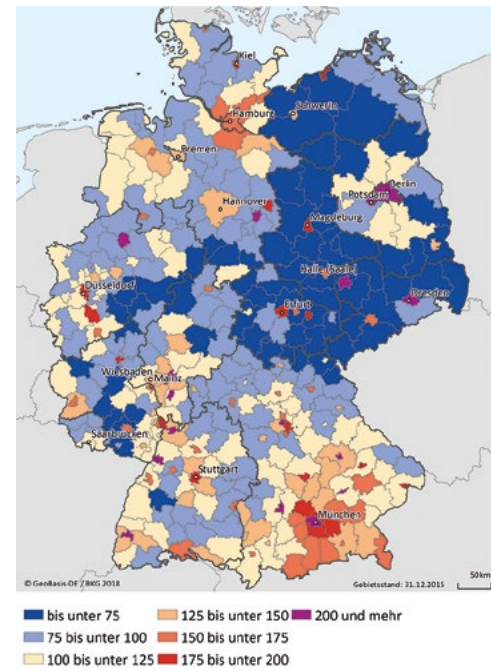 Kiel
Schwerin
Hamburg
Bremen
Berlin
Potsdam
Hannover
Magdeburg
Halle (Saale)
Düsseldorf
Dresden
Erfurt
Wiesbaden
Mainz
Saarbrücken
Stuttgart
München
© GeoBasis-DE / BKG 2018
Gebietsstand: 31.12.2015
50km
bis unter 75
125 bis unter 150
200 und mehr
75 bis unter 100
150 bis unter 175
100 bis unter 125
175 bis unter 200